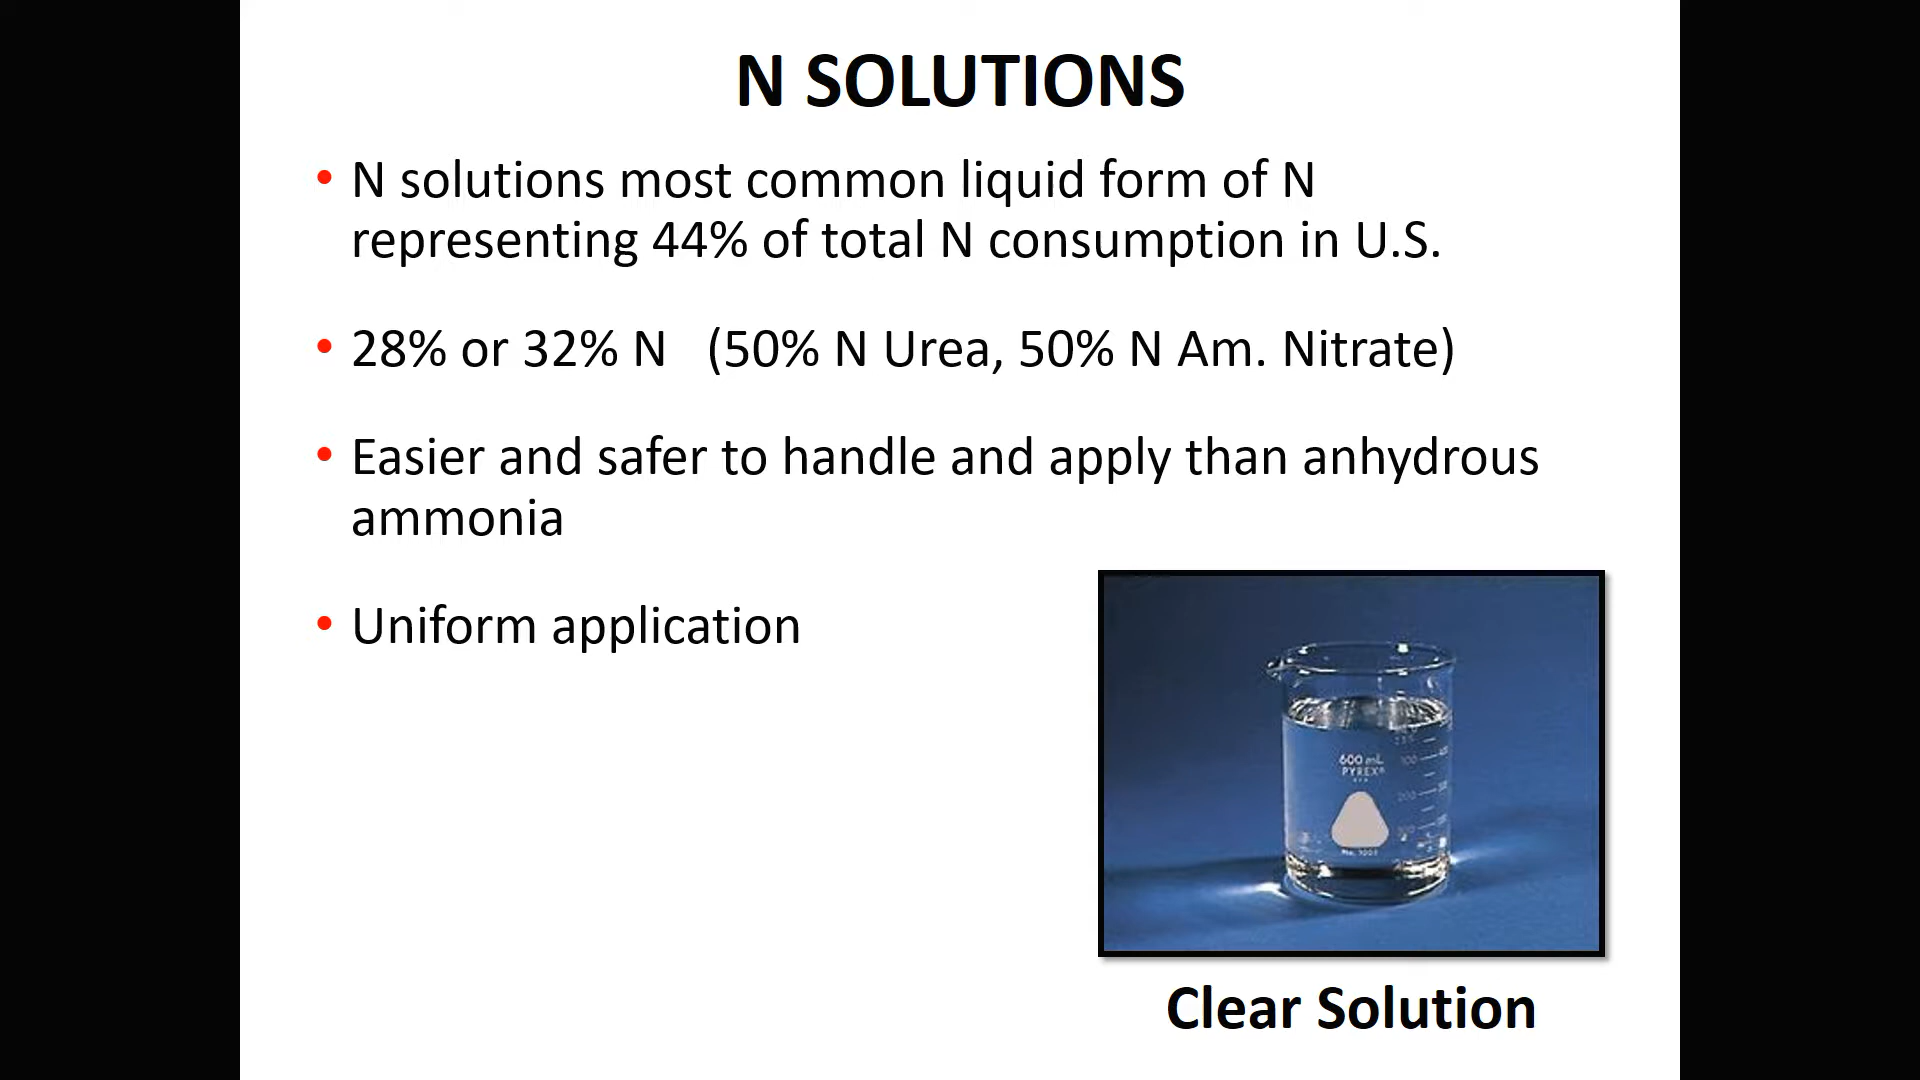 N SOLUTIONS
• N solutions most common liquid form of N
representing 44% of total N consumption in U.S.
• 28% or 32% N (50% N Urea, 50% N Am. Nitrate)
• Easier and safer to handle and apply than anhydrous
ammonia
• Uniform application
600 mL
PYREX®
No. 1003
Clear Solution